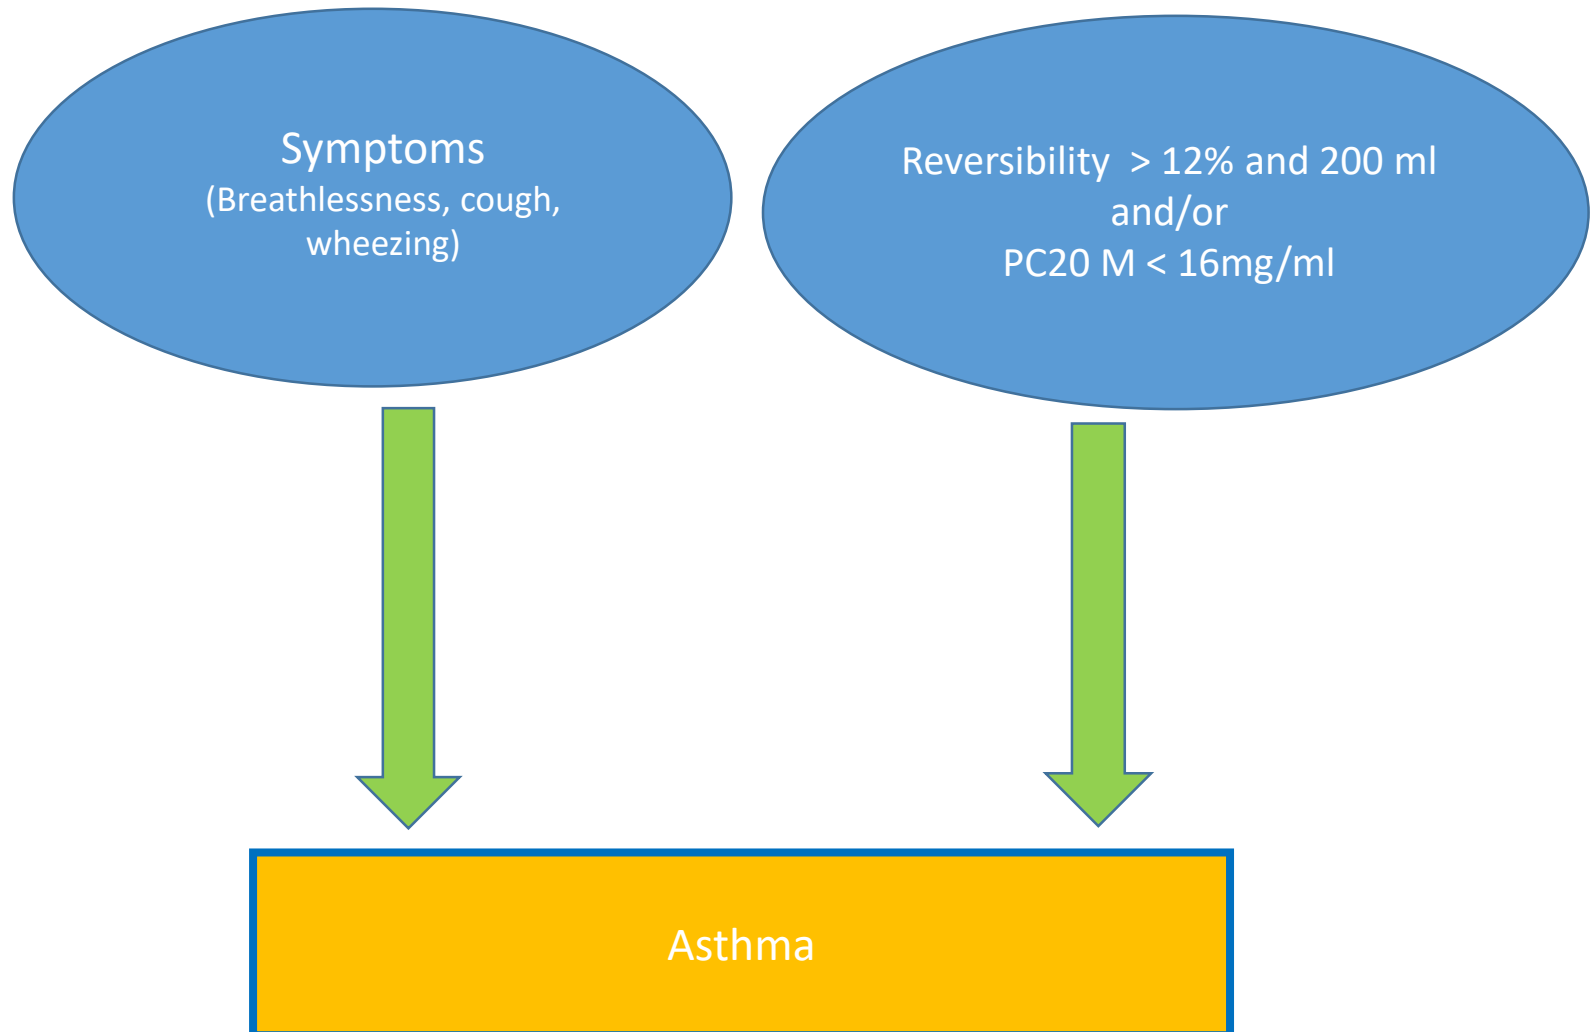 Symptoms
(Breathlessness, cough,
wheezing)
Reversibility  > 12% and 200 ml
and/or
PC20 M < 16mg/ml
Asthma